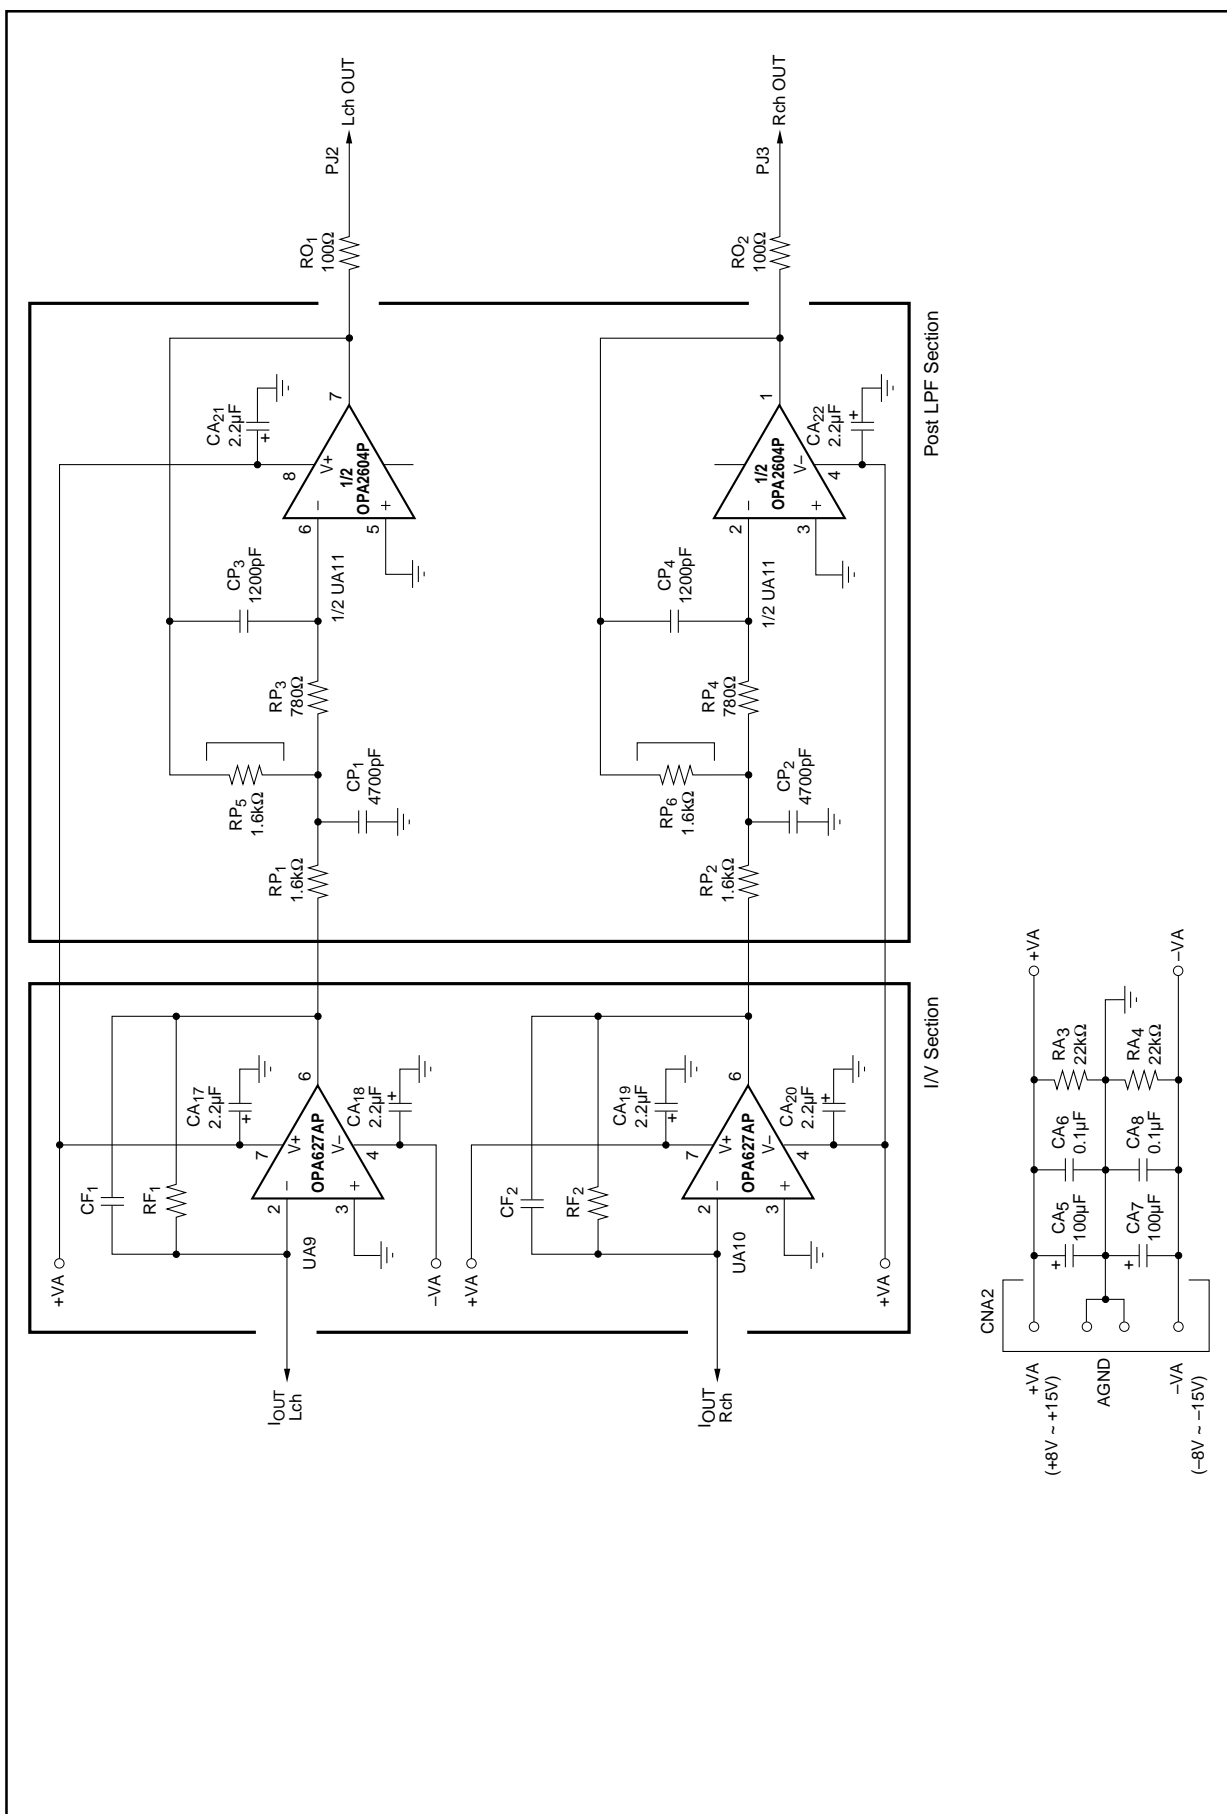 +VA
CF1
RF1
CA17
2.2µF
7
V+
2
–
OPA627AP
6
3
+
V–
4
CA18
2.2µF
+
+
UA9
–VA
IOUT
Lch
RP1
1.6kΩ
RP5
1.6kΩ
CP1
4700pF
RP3
780Ω
CP3
1200pF
1/2 UA11
CA21
2.2µF
+
8
V+
6
–
1/2
OPA2604P
7
5
+
RO1
100Ω
PJ2
Lch OUT
+VA
CF2
RF2
CA19
2.2µF
+
7
V+
2
–
OPA627AP
6
3
+
V–
4
CA20
2.2µF
+
UA10
+VA
IOUT
Rch
RP2
1.6kΩ
RP6
1.6kΩ
CP2
4700pF
RP4
780Ω
CP4
1200pF
1/2 UA11
2
–
1/2
OPA2604P
1
3
+
V–
4
CA22
2.2µF
+
RO2
100Ω
PJ3
Rch OUT
I/V Section
Post LPF Section
CNA2
+VA
(+8V ~ +15V)
AGND
–VA
(–8V ~ –15V)
+
CA5
100µF
CA6
0.1µF
RA3
22kΩ
+VA
+
CA7
100µF
CA8
0.1µF
RA4
22kΩ
–VA